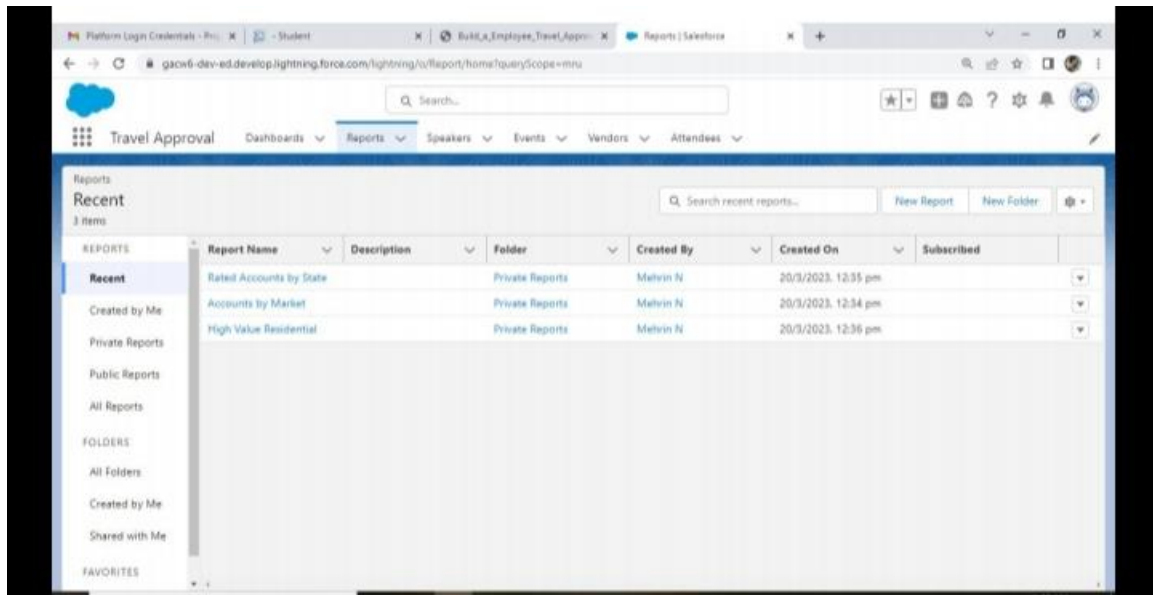 Platform Login Credentials - Proj
- Student
Build_a_Employee_Travel_Appro
Reports | Salesforce
gacw6-dev-ed.develop.lightning.force.com/lightning/o/Report/home?queryScope=mru
Search...
Travel Approval
Dashboards
Reports
Speakers
Events
Vendors
Attendees
Reports
Recent
3 items
Search recent reports...
New Report
New Folder
REPORTS
Report Name Description Folder Created By Created On Subscribed
Recent
Rated Accounts by State Private Reports Mehrin N 20/3/2023, 12:35 pm
Accounts by Market Private Reports Mehrin N 20/3/2023, 12:34 pm
High Value Residential Private Reports Mehrin N 20/3/2023, 12:36 pm
Created by Me
Private Reports
Public Reports
All Reports
FOLDERS
All Folders
Created by Me
Shared with Me
FAVORITES